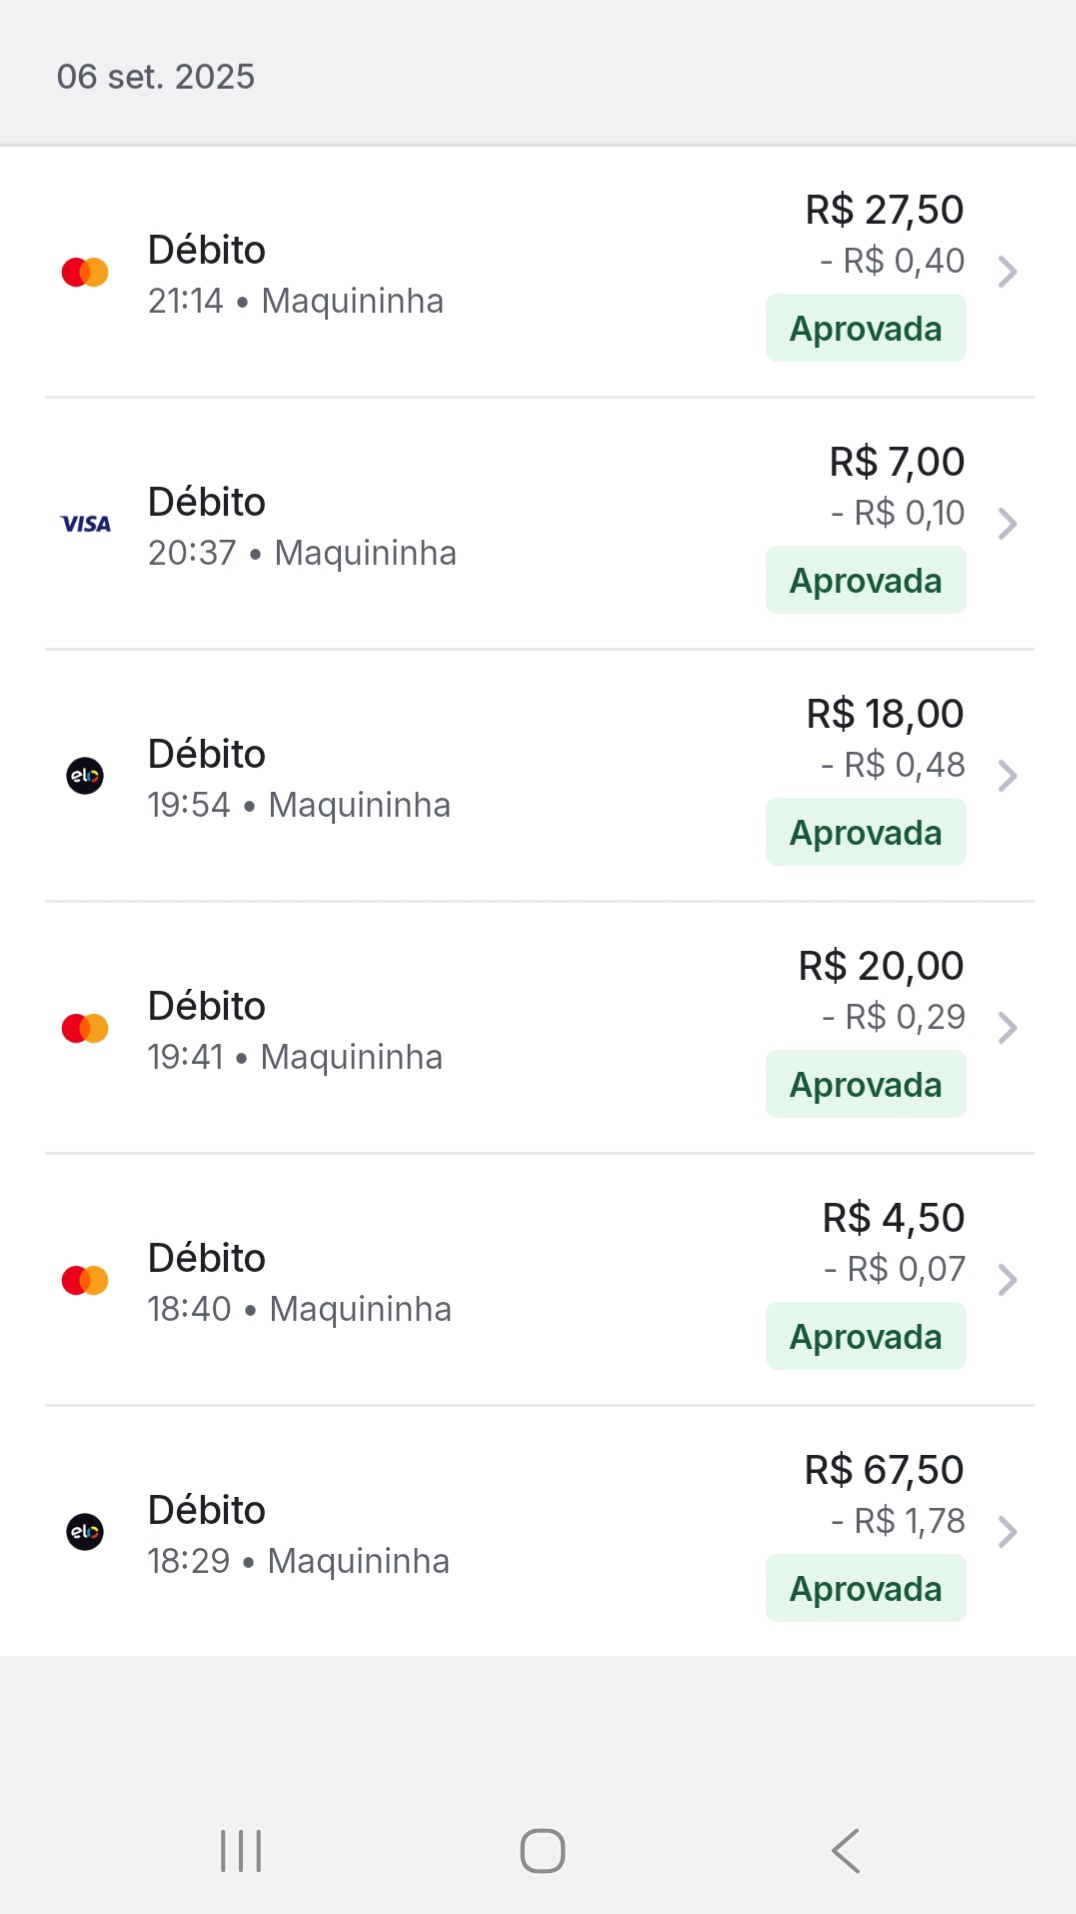 06 set. 2025
R$ 27,50
Débito
- R$ 0,40
21:14 • Maquininha
Aprovada
R$ 7,00
VISA
Débito
- R$ 0,10
20:37 • Maquininha
Aprovada
R$ 18,00
elo
Débito
- R$ 0,48
19:54 • Maquininha
Aprovada
R$ 20,00
Débito
- R$ 0,29
19:41 • Maquininha
Aprovada
R$ 4,50
Débito
- R$ 0,07
18:40 • Maquininha
Aprovada
R$ 67,50
elo
Débito
- R$ 1,78
18:29 • Maquininha
Aprovada